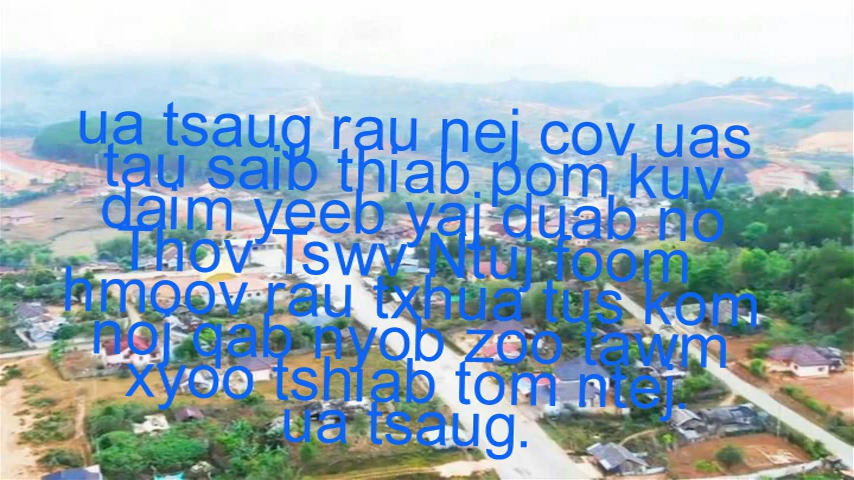 ua tsaug rau nej cov uas
tau saib thiab pom kuv
daim yeeb yaj duab no
Thov Tswv Ntuj foom
hmoov rau txhua tus kom
noj qab nyob zoo tawm
xyoo tshiab tom ntej.
ua tsaug.